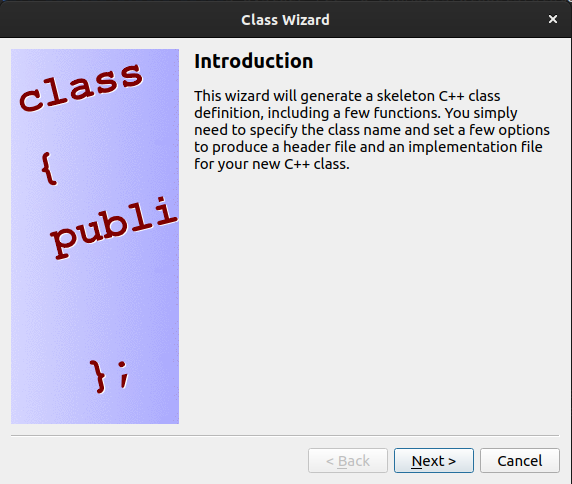 Class Wizard
class
{
publi
};
Introduction
This wizard will generate a skeleton C++ class
definition, including a few functions. You simply
need to specify the class name and set a few options
to produce a header file and an implementation file
for your new C++ class.
< Back
Next >
Cancel